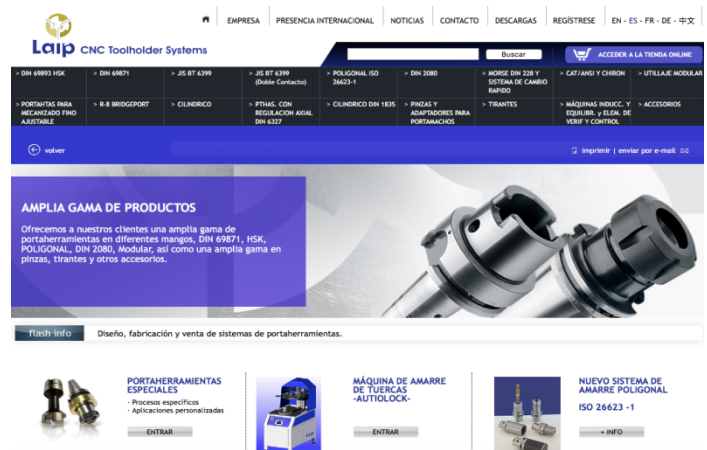 EMPRESA PRESENCIA INTERNACIONAL NOTICIAS CONTACTO DESCARGAS REGÍSTRESE EN - ES - FR - DE - 中文
Laip CNC Toolholder Systems
Buscar
ACCEDER A LA TIENDA ONLINE
> DIN 69893 HSK
> DIN 69871
> JIS BT 6399
> JIS BT 6399
(Doble Contacto)
> POLIGONAL ISO
26623-1
> DIN 2080
> MORSE DIN 228 Y
SISTEMA DE CAMBIO
RAPIDO
> CAT/ANSI Y CHIRON
> UTILLAJE MODULAR
> PORTAHTAS PARA
MECANIZADO FINO
AJUSTABLE
> R-8 BRIDGEPORT
> CILINDRICO
> PTHAS. CON
REGULACION AXIAL
DIN 6327
> CILINDRICO DIN 1835
> PINZAS Y
ADAPTADORES PARA
PORTAMACHOS
> TIRANTES
> MÁQUINAS INDUCC. Y
EQUILIBR. y ELEM. DE
VERIF Y CONTROL
> ACCESORIOS
volver
imprimir | enviar por e-mail
AMPLIA GAMA DE PRODUCTOS
Ofrecemos a nuestros clientes una amplia gama de
portaherramientas en diferentes mangos, DIN 69871, HSK,
POLIGONAL, DIN 2080, Modular, asi como una amplia gama en
pinzas, tirantes y otros accesorios.
flash info
Diseño, fabricación y venta de sistemas de portaherramientas.
PORTAHERRAMIENTAS
ESPECIALES
· Procesos específicos
· Aplicaciones personalizadas
ENTRAR
MÁQUINA DE AMARRE
DE TUERCAS
-AUTIOLOCK-
ENTRAR
NUEVO SISTEMA DE
AMARRE POLIGONAL
ISO 26623 -1
+ INFO